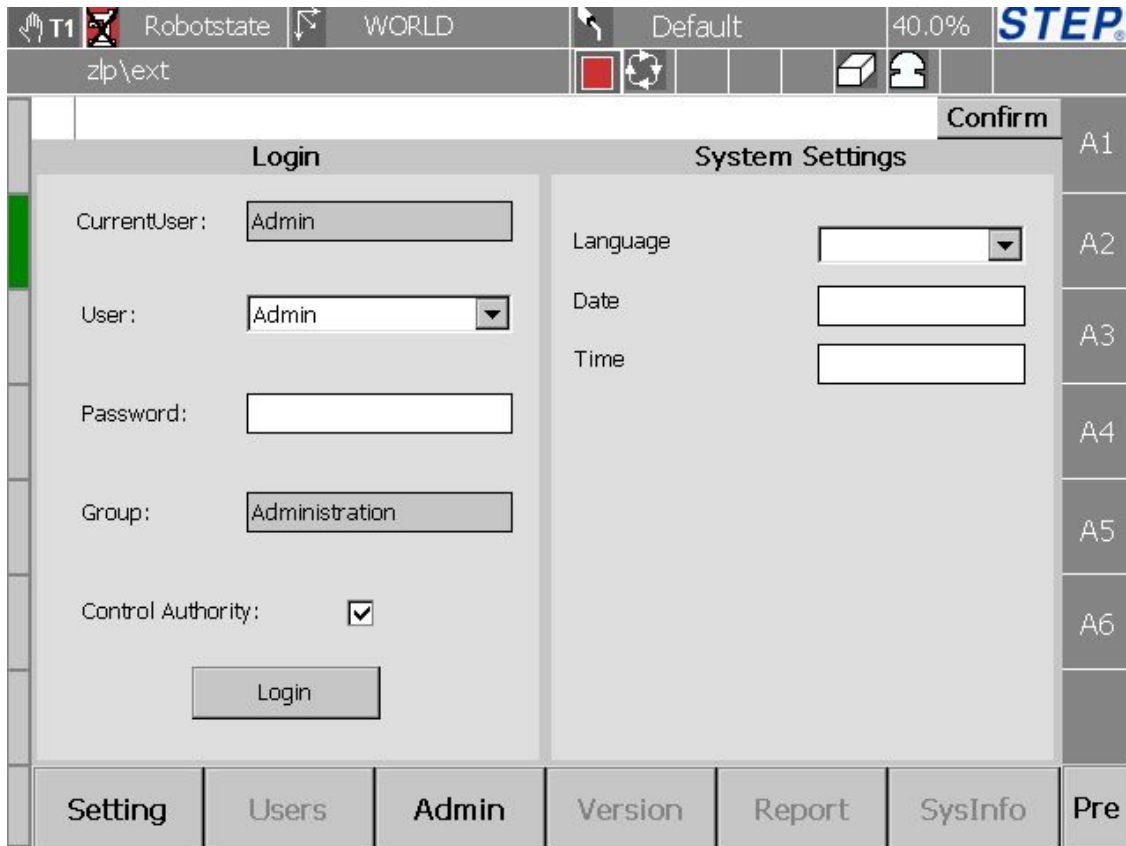 T1 Robotstate WORLD Default 40.0% STEP®
zlp\ext
Confirm
A1
Login
System Settings
CurrentUser: Admin
Language
A2
User: Admin
Date
A3
Time
Password:
A4
Group: Administration
A5
Control Authority:
A6
Login
Setting Users Admin Version Report SysInfo Pre